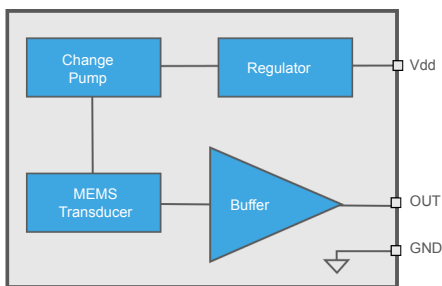 Change
Pump
Regulator
Vdd
MEMS
Transducer
Buffer
OUT
GND